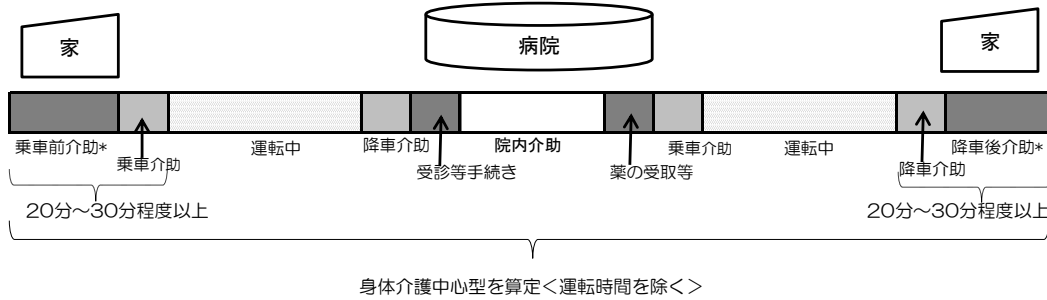 家
病院
家
乗車前介助*
乗車介助
運転中
降車介助
受診等手続き
院内介助
薬の受取等
乗車介助
運転中
降車介助
降車後介助*
20分～30分程度以上
20分～30分程度以上
身体介護中心型を算定＜運転時間を除く＞